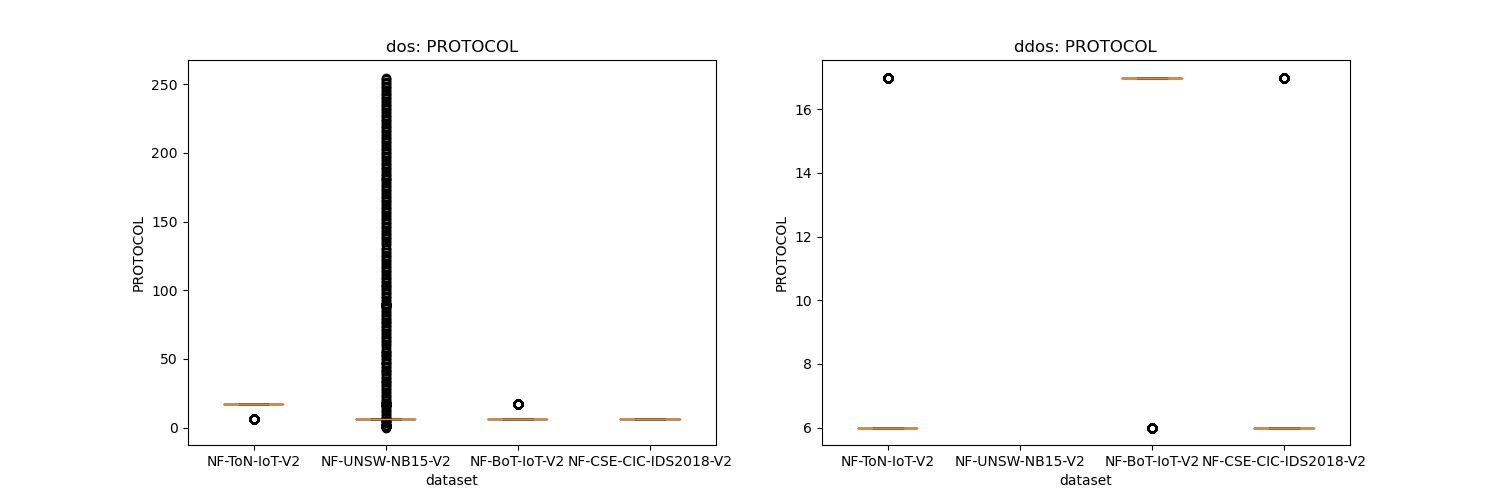 dos: PROTOCOL
PROTOCOL
250
200
150
100
50
0
NF-ToN-IoT-V2 NF-UNSW-NB15-V2 NF-BoT-IoT-V2 NF-CSE-CIC-IDS2018-V2
dataset
ddos: PROTOCOL
PROTOCOL
16
14
12
10
8
6
NF-ToN-IoT-V2 NF-UNSW-NB15-V2 NF-BoT-IoT-V2 NF-CSE-CIC-IDS2018-V2
dataset